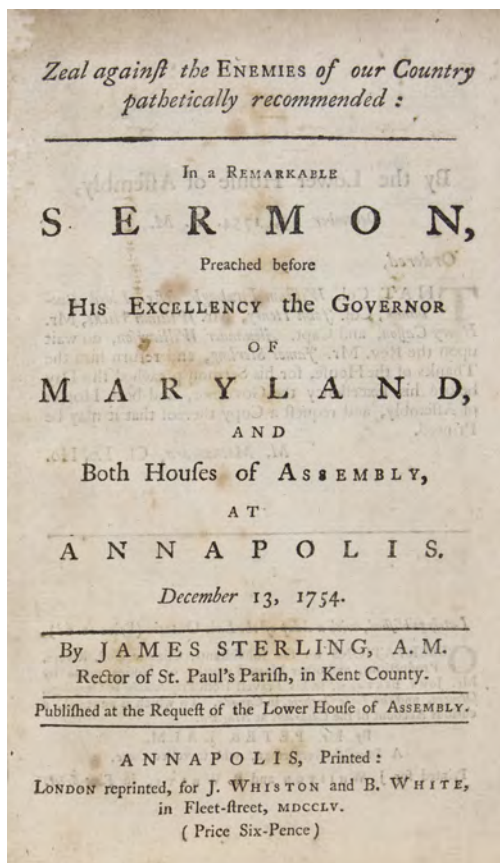 Zeal againſt the ENEMIES of our Country
pathetically recommended :
In a REMARKABLE
SERMON,
Preached before
HIS EXCELLENCY the GOVERNOR
OF
MARYLAND,
AND
Both Houſes of ASSEMBLY,
AT
ANNAPOLIS.
December 13, 1754.
By JAMES STERLING, A. M.
Rector of St. Paul's Pariſh, in Kent County.
Publiſhed at the Requeſt of the Lower Houſe of ASSEMBLY.
ANNAPOLIS, Printed :
LONDON reprinted, for J. WHISTON and B. WHITE,
in Fleet-ſtreet, MDCCLV.
( Price Six-Pence )